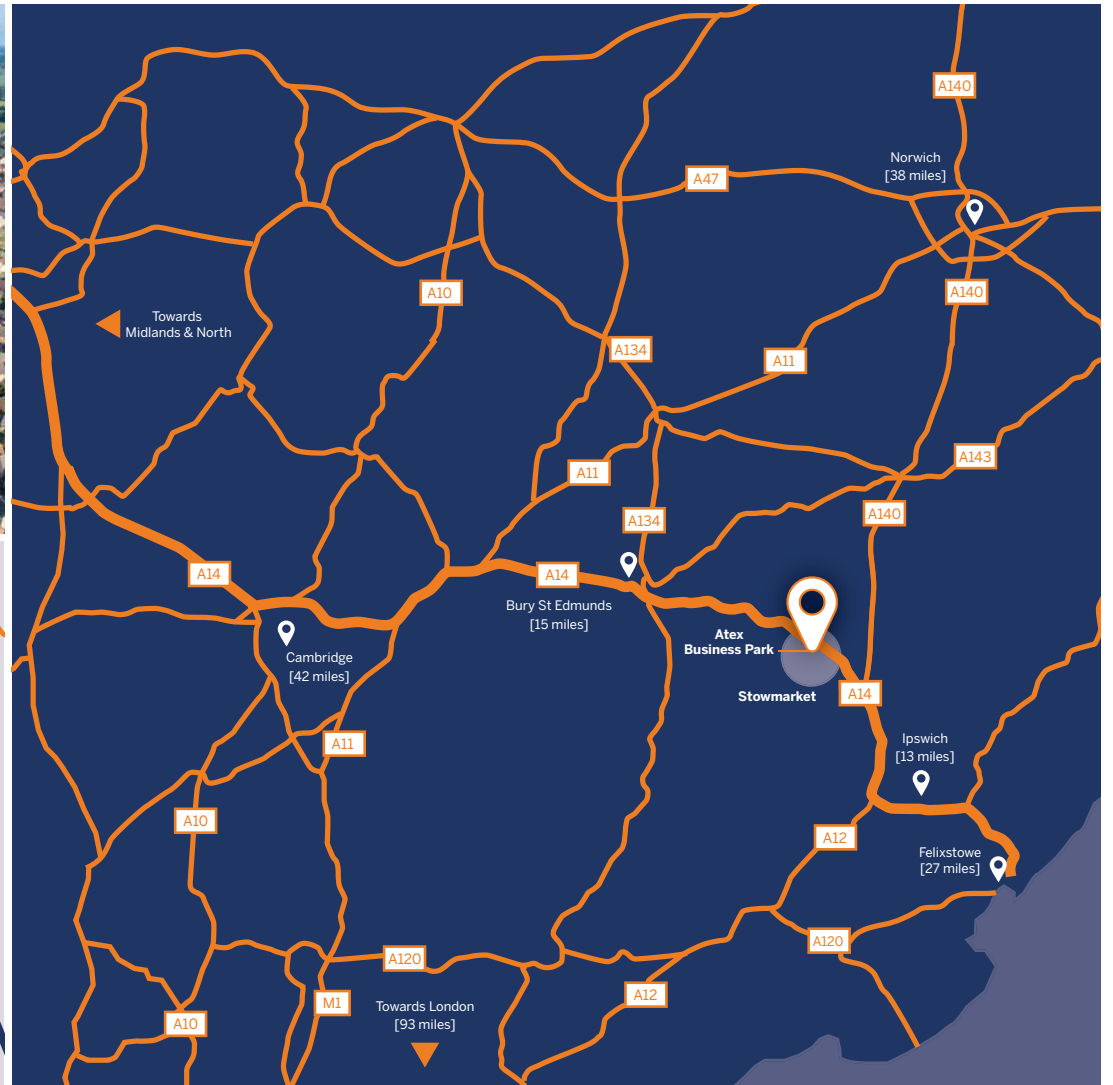 A140
Norwich
[38 miles]
A47
A10
A140
Towards
Midlands & North
A134
A11
A143
A11
A140
A134
A14
A14
Bury St Edmunds
[15 miles]
Atex
Business Park
Cambridge
[42 miles]
Stowmarket
A14
Ipswich
[13 miles]
A11
A10
A12
Felixstowe
[27 miles]
A120
A120
A12
M1
Towards London
[93 miles]
A10